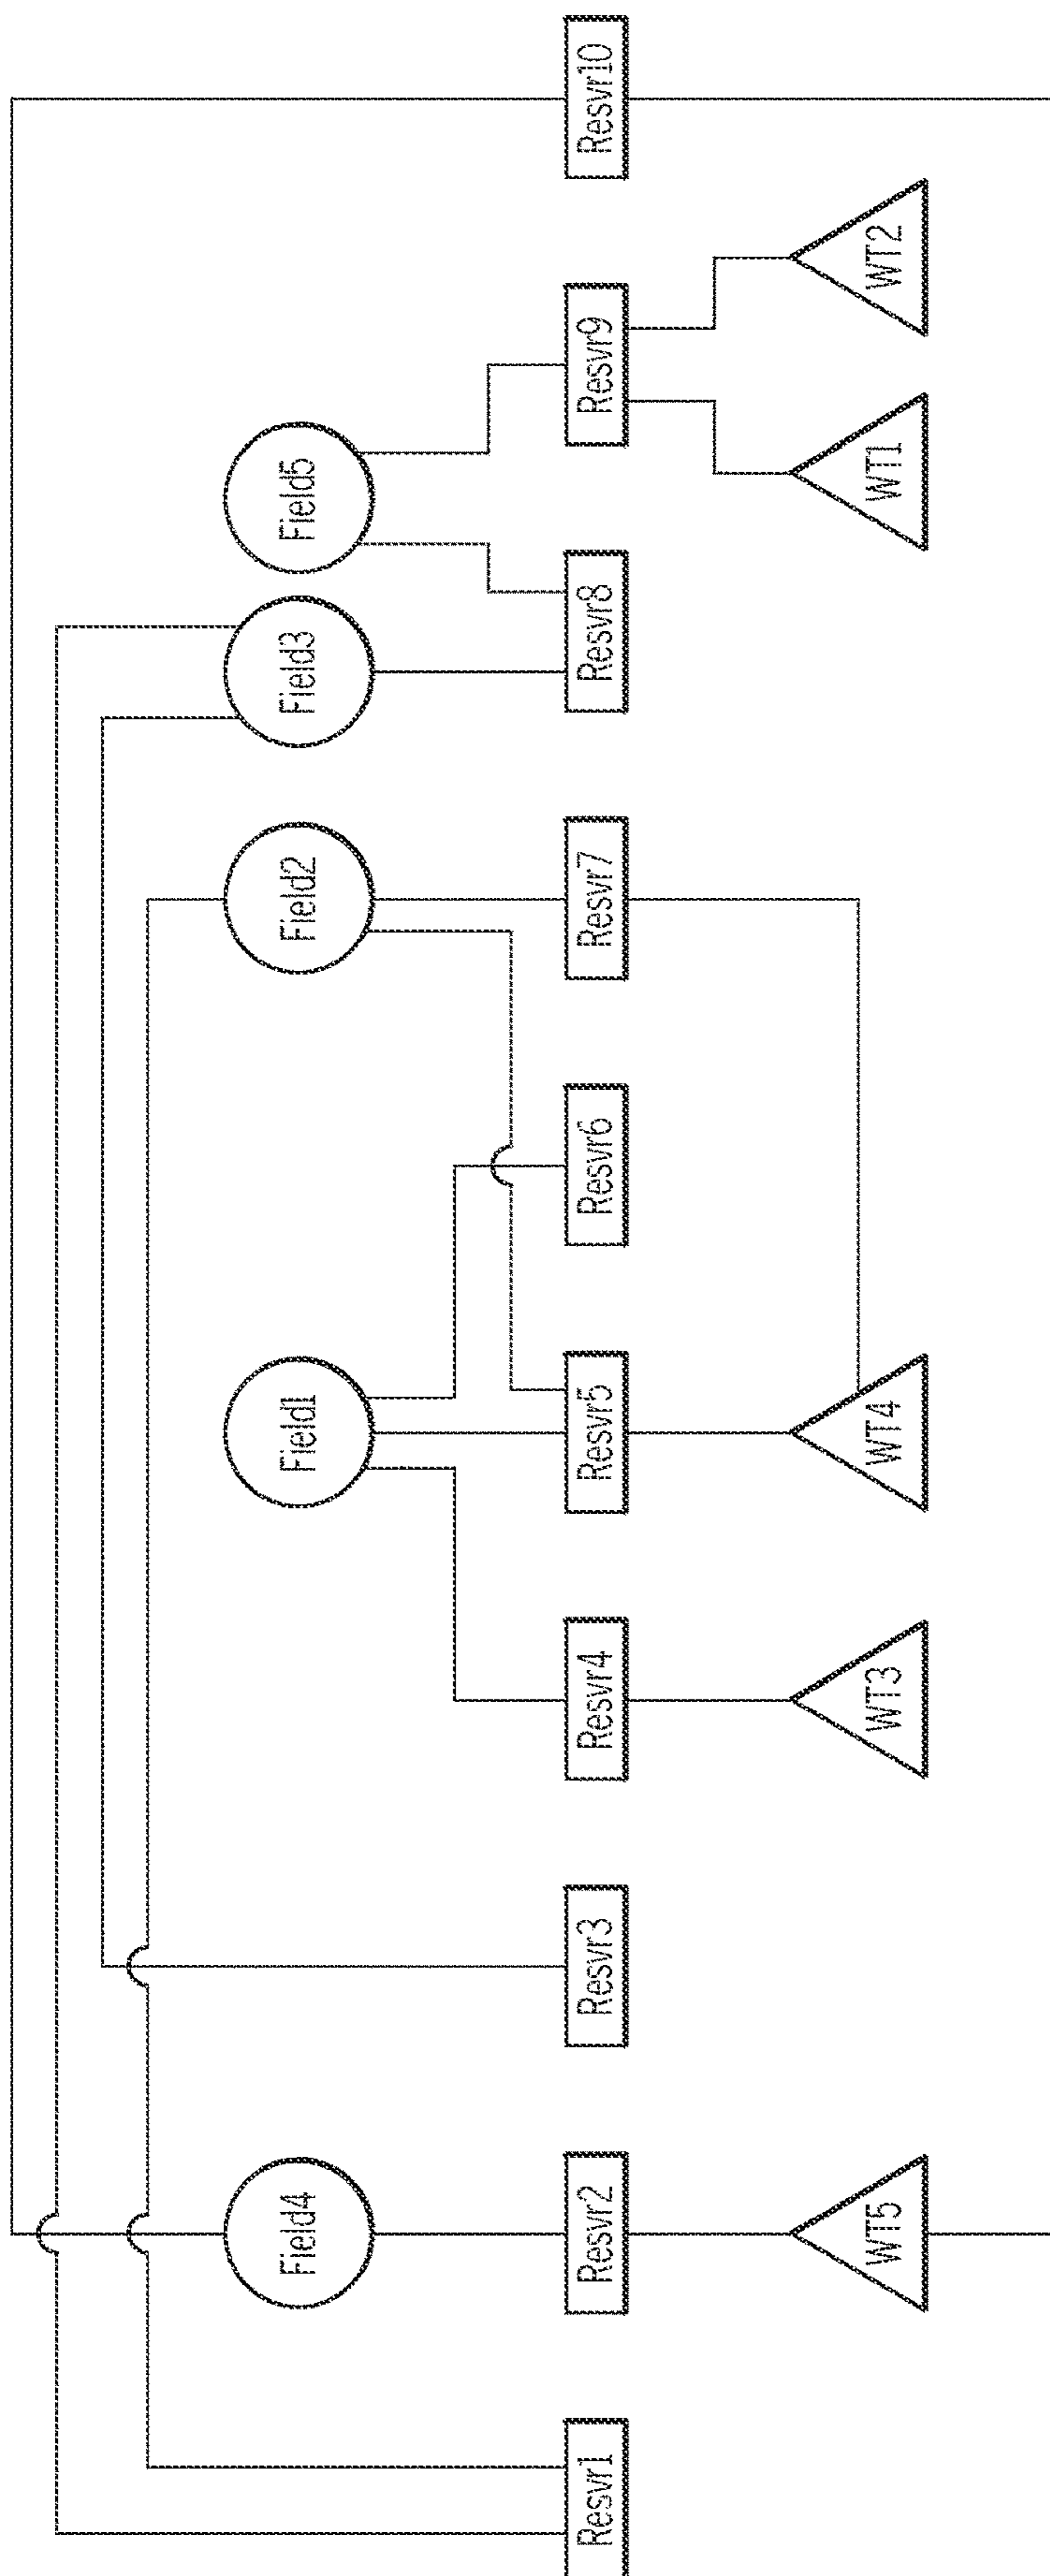 Field4
Field1
Field2
Field3
Field5
Resvr1
Resvr2
Resvr3
Resvr4
Resvr5
Resvr6
Resvr7
Resvr8
Resvr9
Resvr10
WT5
WT3
WT4
WT1
WT2